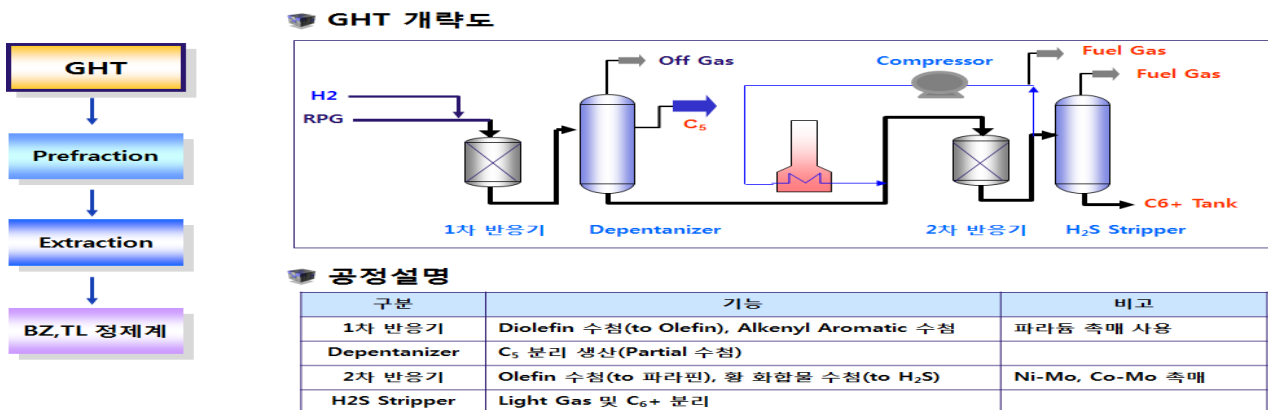 GHT 개략도
GHT
Prefraction
Extraction
BZ,TL 정제계
H2
RPG
Off Gas
C₅
Compressor
Fuel Gas
Fuel Gas
C6+ Tank
1차 반응기 Depentanizer 2차 반응기 H₂S Stripper
공정설명
구분 기능 비고
1차 반응기 Diolefin 수첨(to Olefin), Alkenyl Aromatic 수첨 파라듐 촉매 사용
Depentanizer C₅ 분리 생산(Partial 수첨)
2차 반응기 Olefin 수첨(to 파라핀), 황 화합물 수첨(to H₂S) Ni-Mo, Co-Mo 촉매
H2S Stripper Light Gas 및 C₆+ 분리